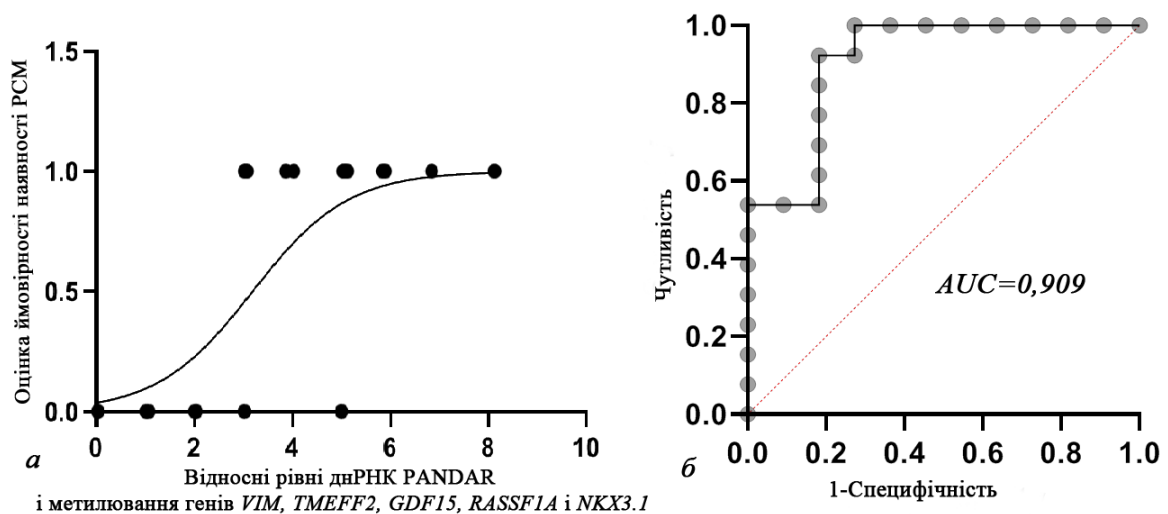 Оцінка ймовірності наявності РСМ
1.5
1.0
0.5
0.0
0 2 4 6 8 10
а
Відносні рівні днРНК PANDAR
і метилювання генів VIM, TMEFF2, GDF15, RASSF1A і NKX3.1
Чутливість
1.0
0.8
0.6
0.4
0.2
0.0
AUC=0,909
0.0 0.2 0.4 0.6 0.8 1.0
б
1-Специфічність